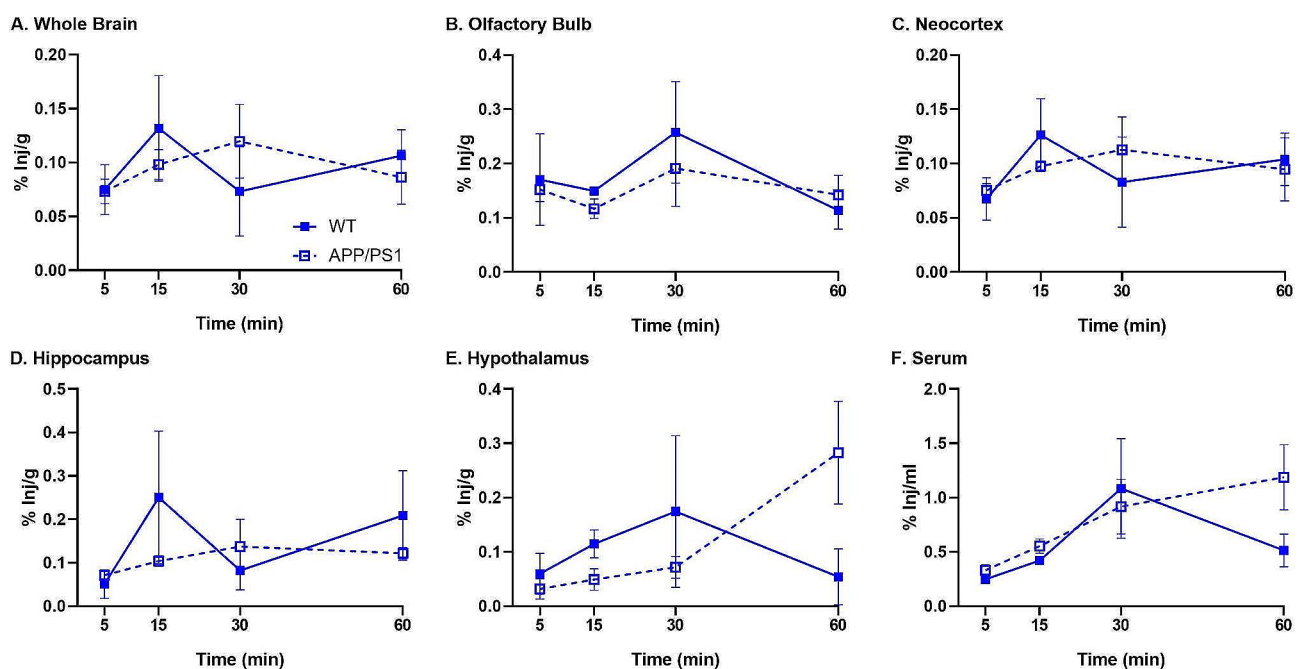 A. Whole Brain
% Inj/g
0.20
0.15
0.10
0.05
0.00
WT
APP/PS1
5 15 30 60
Time (min)
B. Olfactory Bulb
% Inj/g
0.4
0.3
0.2
0.1
0.0
5 15 30 60
Time (min)
C. Neocortex
% Inj/g
0.20
0.15
0.10
0.05
0.00
5 15 30 60
Time (min)
D. Hippocampus
% Inj/g
0.5
0.4
0.3
0.2
0.1
0.0
5 15 30 60
Time (min)
E. Hypothalamus
% Inj/g
0.4
0.3
0.2
0.1
0.0
5 15 30 60
Time (min)
F. Serum
% Inj/ml
2.0
1.5
1.0
0.5
0.0
5 15 30 60
Time (min)